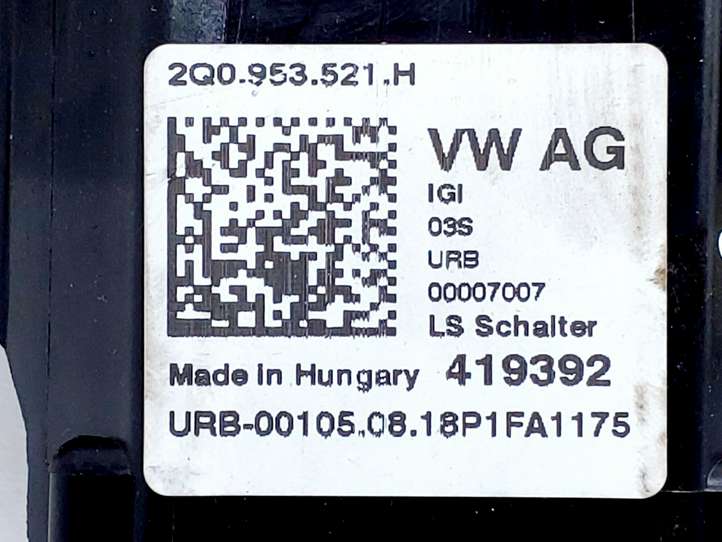 2Q0.953.521.H
VW AG
IGI
03S
URB
00007007
LS Schalter
Made in Hungary 419392
URB-00105.08.18P1FA1175